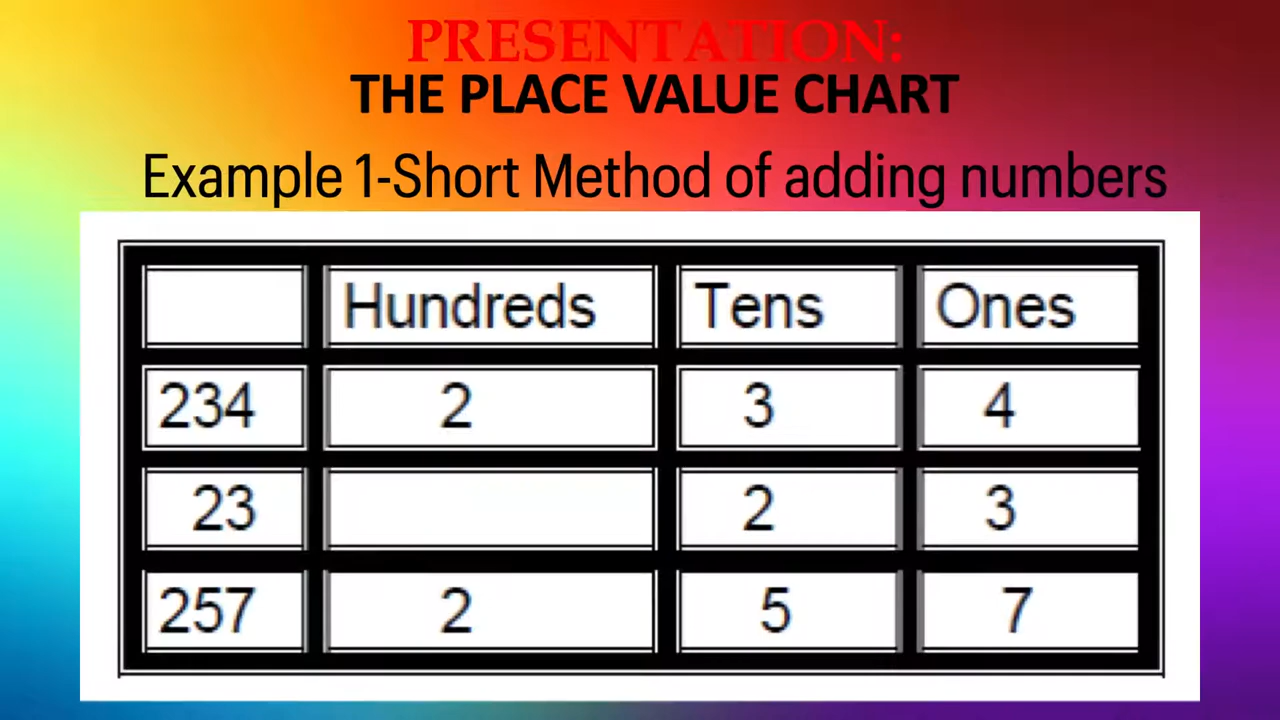 PRESENTATION:
THE PLACE VALUE CHART
Example 1-Short Method of adding numbers
Hundreds Tens Ones
234 2 3 4
23 2 3
257 2 5 7